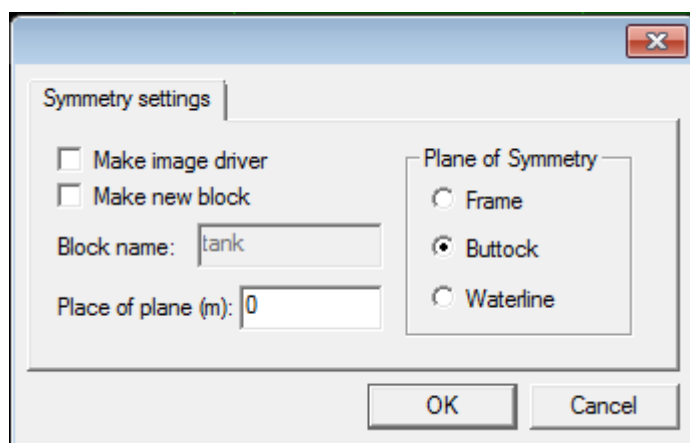 Symmetry settings
Make image driver
Make new block
Block name: tank
Place of plane (m): 0
Plane of Symmetry
Frame
Buttock
Waterline
OK
Cancel